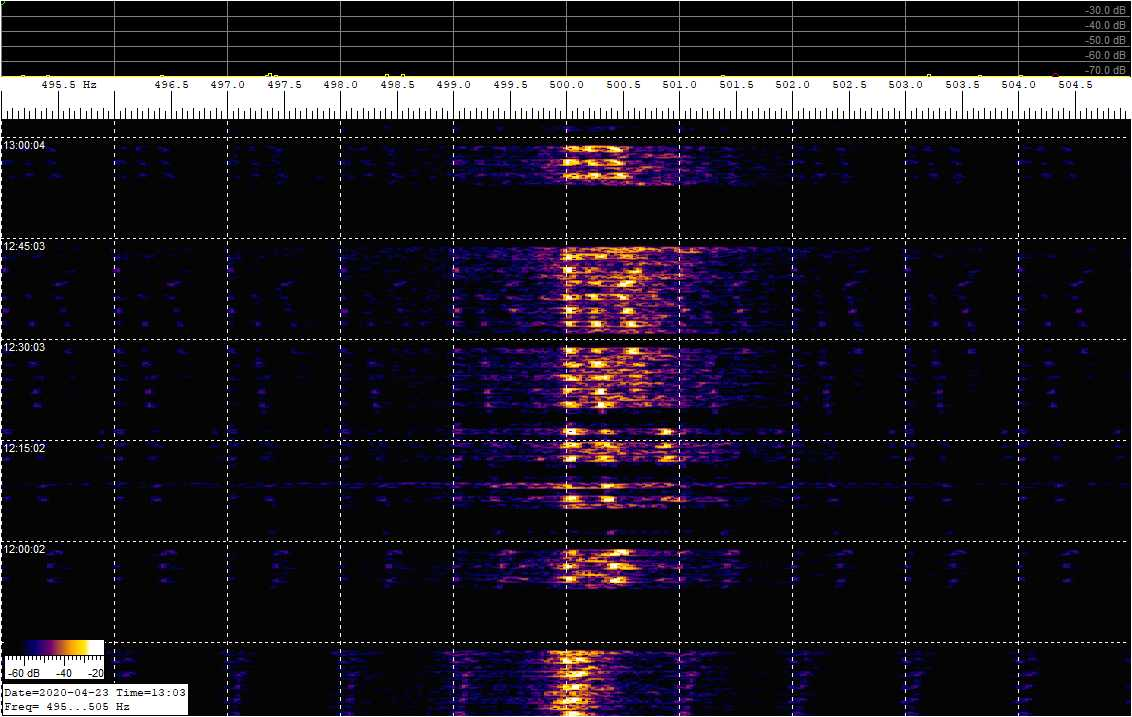 -30.0 dB
-40.0 dB
-50.0 dB
-60.0 dB
-70.0 dB
495.5 Hz 496.5 497.0 497.5 498.0 498.5 499.0 499.5 500.0 500.5 501.0 501.5 502.0 502.5 503.0 503.5 504.0 504.5
13:00:04
12:45:03
12:30:03
12:15:02
12:00:02
-60 dB -40 -20
Date=2020-04-23 Time=13:03
Freq= 495...505 Hz